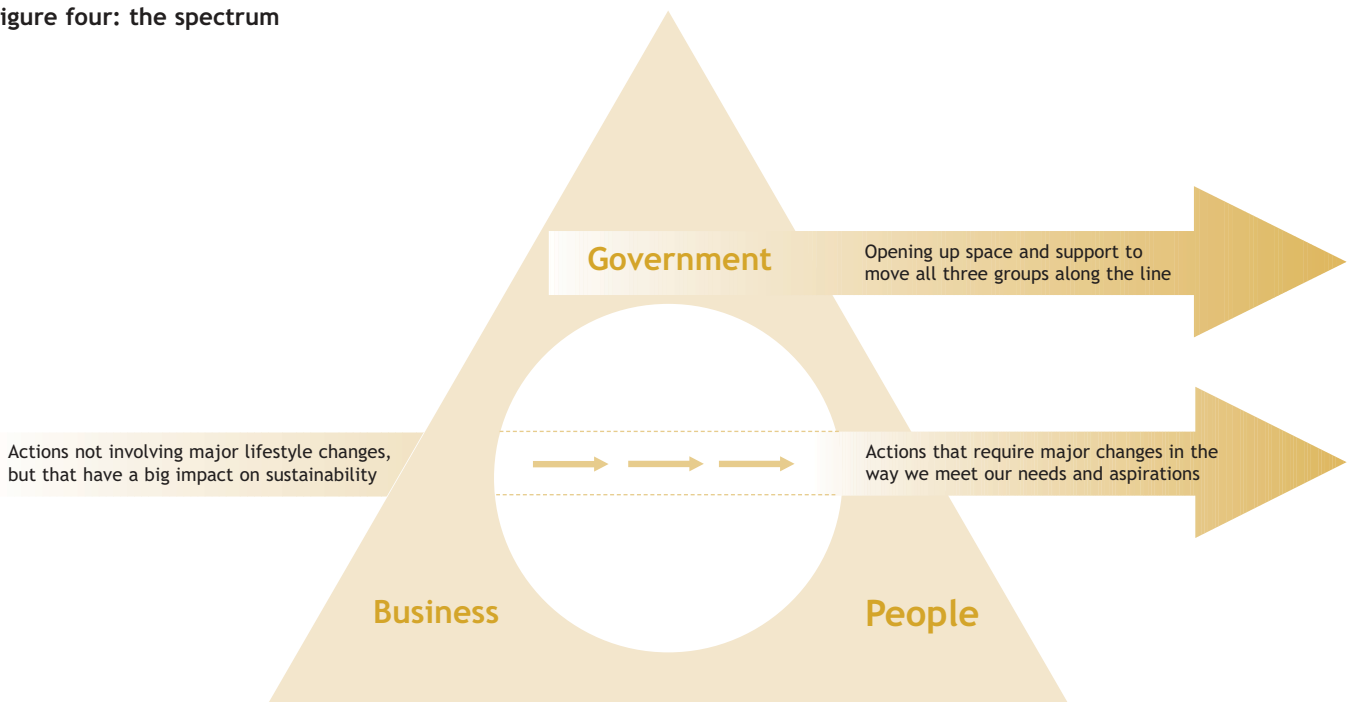 igure four: the spectrum
Government
Opening up space and support to
move all three groups along the line
Actions not involving major lifestyle changes,
but that have a big impact on sustainability
Actions that require major changes in the
way we meet our needs and aspirations
Business
People